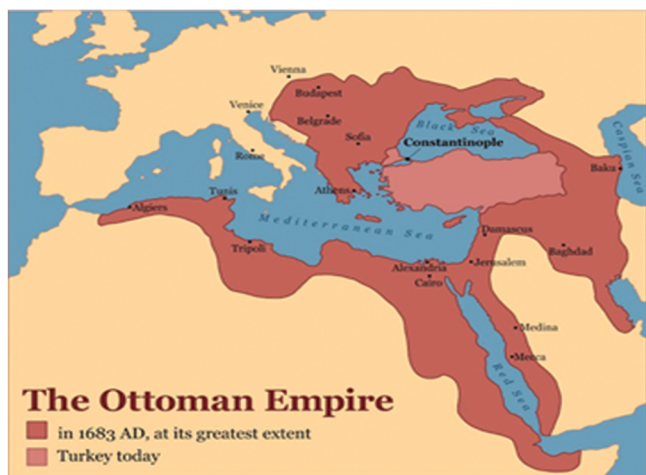 Vienna
Budapest
Venice
Belgrade
Black Sea
Caspian Sea
Sofia
Constantinople
Rome
Baku
Athens
Tunis
Algiers
Mediterranean Sea
Damascus
Tripoli
Baghdad
Alexandria
Jerusalem
Cairo
Medina
Mecca
Red Sea
The Ottoman Empire
in 1683 AD, at its greatest extent
Turkey today